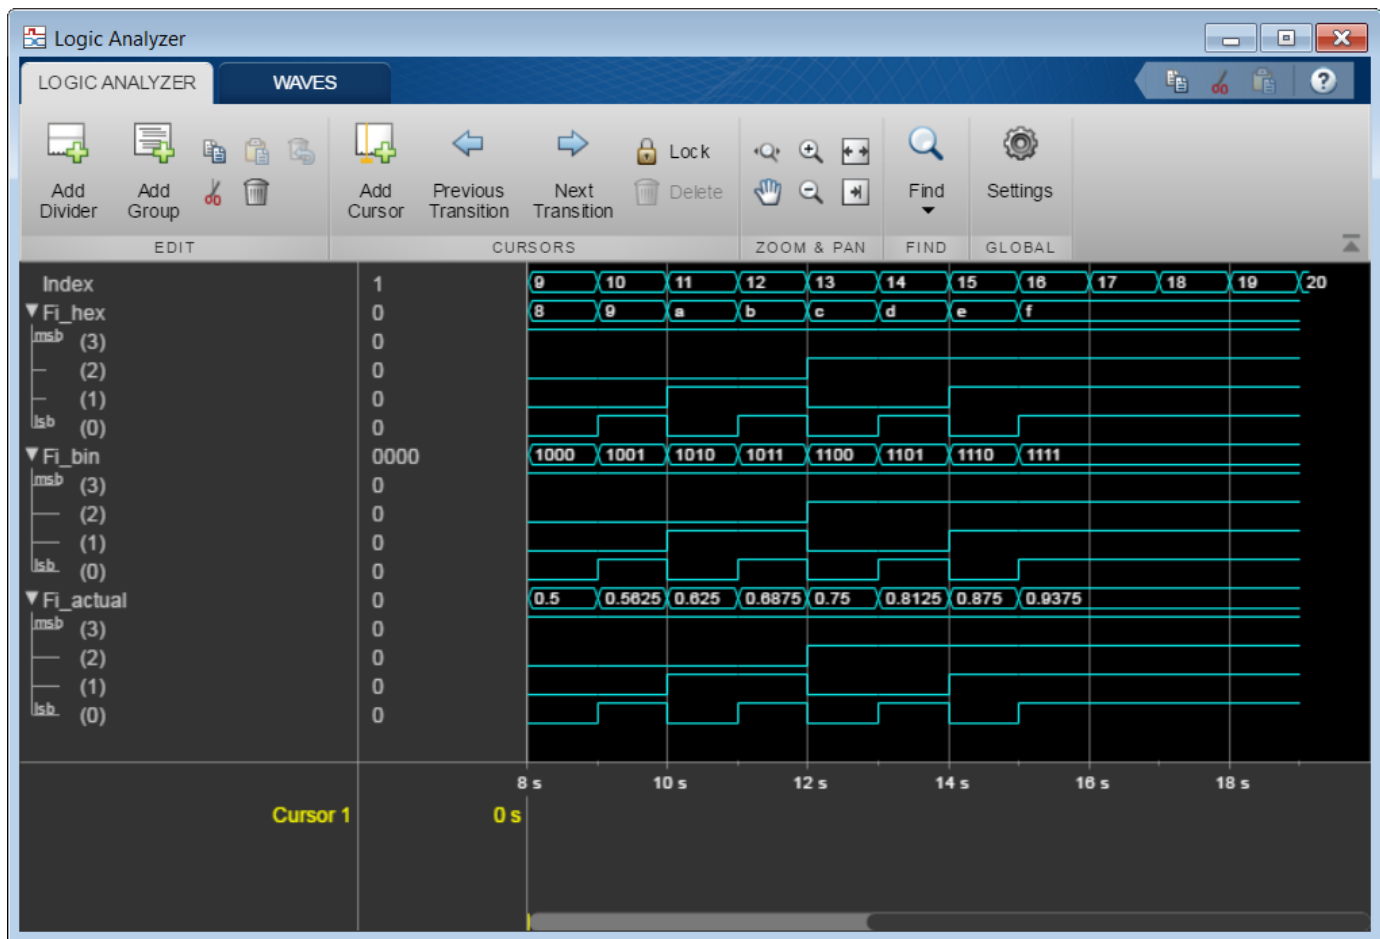 Logic Analyzer
LOGIC ANALYZER WAVES ?
Add Divider Add Group Add Cursor Previous Transition Next Transition Lock Delete Find Settings
EDIT CURSORS ZOOM & PAN FIND GLOBAL
Index 1 9 10 11 12 13 14 15 16 17 18 19 20
Fi_hex 0 8 9 a b c d e f
msb (3) 0
(2) 0
(1) 0
lsb (0) 0
Fi_bin 0000 1000 1001 1010 1011 1100 1101 1110 1111
msb (3) 0
(2) 0
(1) 0
lsb (0) 0
Fi_actual 0 0.5 0.5625 0.625 0.6875 0.75 0.8125 0.875 0.9375
msb (3) 0
(2) 0
(1) 0
lsb (0) 0
8 s 10 s 12 s 14 s 16 s 18 s
Cursor 1 0 s